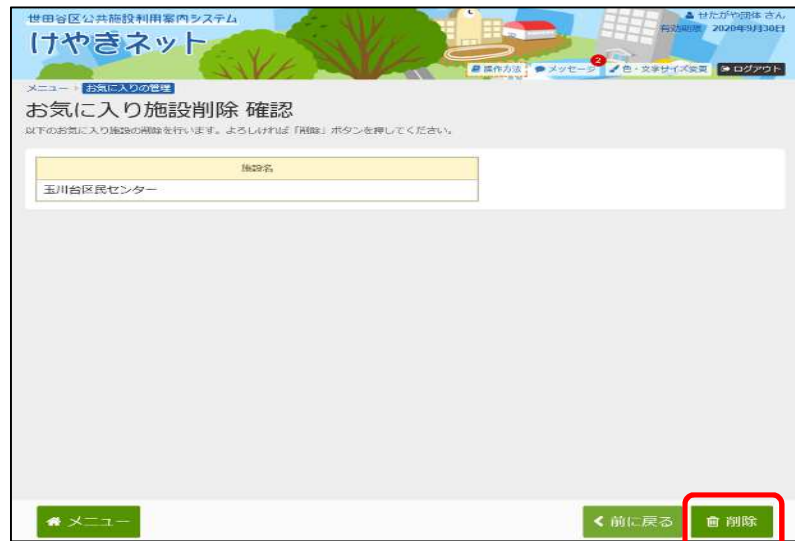 世田谷区公共施設利用案内システム
けやきネット
せたがや団体 さん
有効期限 2020年9月30日
操作方法 メッセージ 2 色・文字サイズ変更 ログアウト
メニュー › お気に入りの管理
お気に入り施設削除 確認
以下のお気に入り施設の削除を行います。よろしければ「削除」ボタンを押してください。
施設名
玉川台区民センター
メニュー
前に戻る
削除